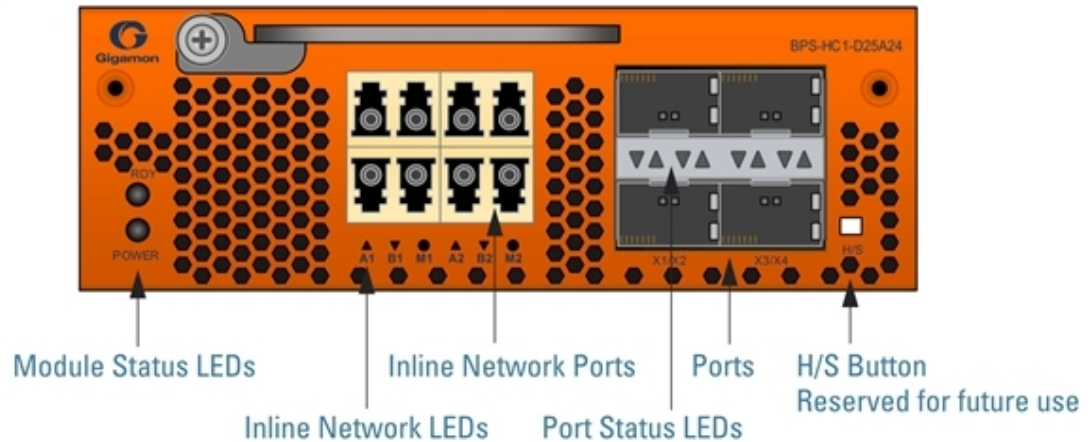 Gigamon
BPS-HC1-D25A24
RDY
POWER
A1 B1 M1 A2 B2 M2
X1/X2 X3/X4
H/S
Module Status LEDs
Inline Network Ports
Ports
H/S Button
Reserved for future use
Inline Network LEDs
Port Status LEDs